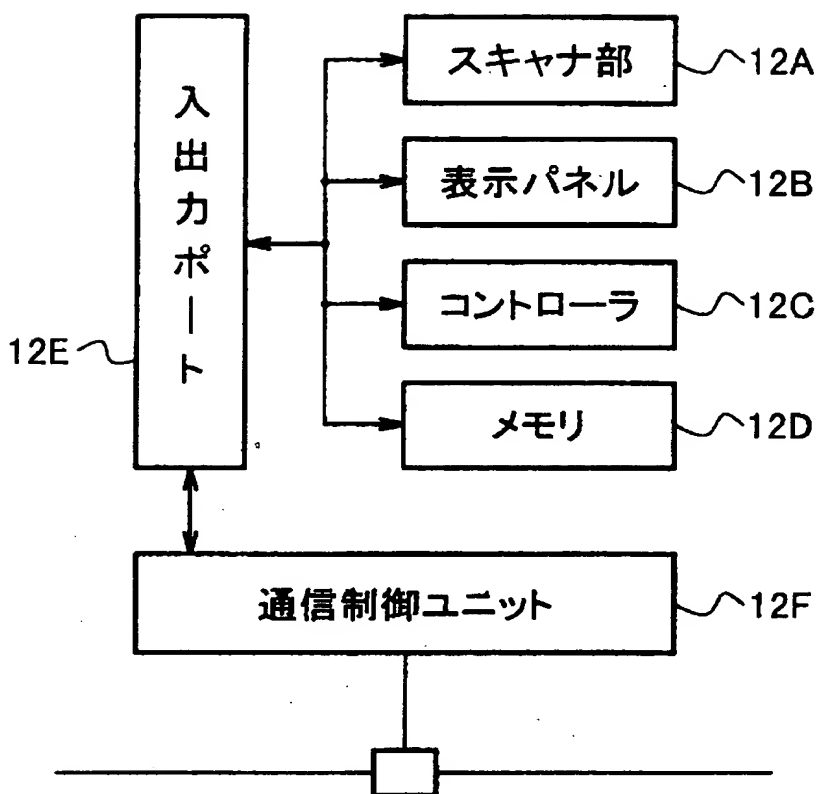 入出力ポート
スキャナ部
12A
表示パネル
12B
コントローラ
12C
12E
メモリ
12D
通信制御ユニット
12F